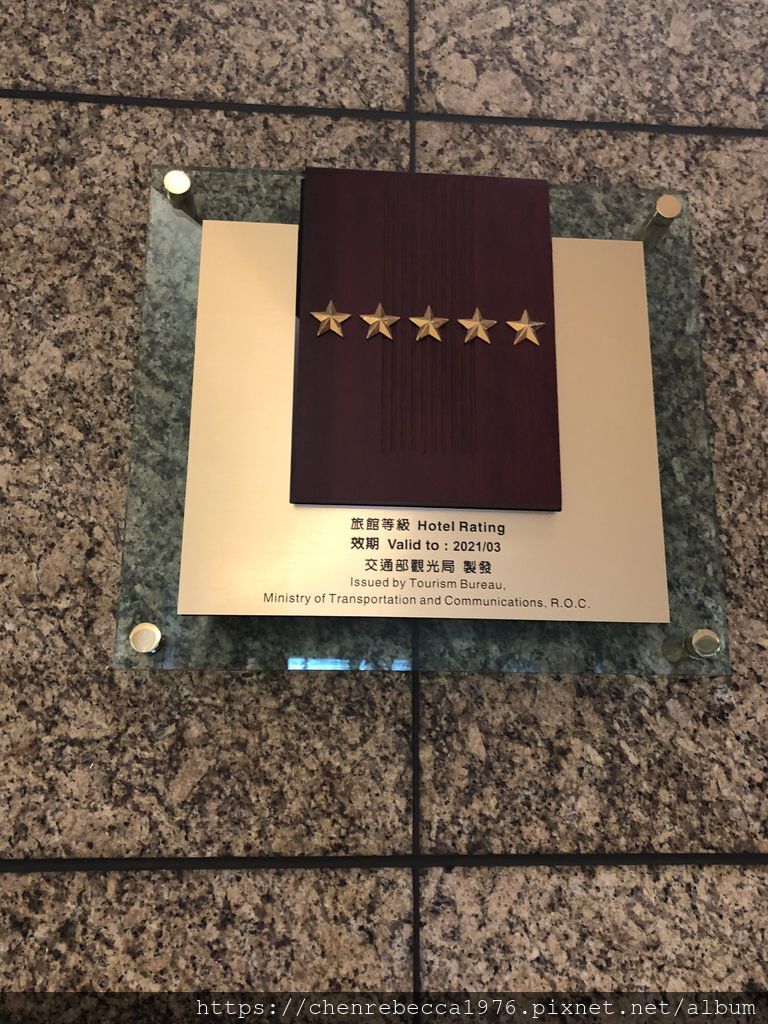 旅館等級 Hotel Rating
效期 Valid to : 2021/03
交通部觀光局 製發
Issued by Tourism Bureau,
Ministry of Transportation and Communications, R.O.C.
https://chenrebecca1976.pixnet.net/album